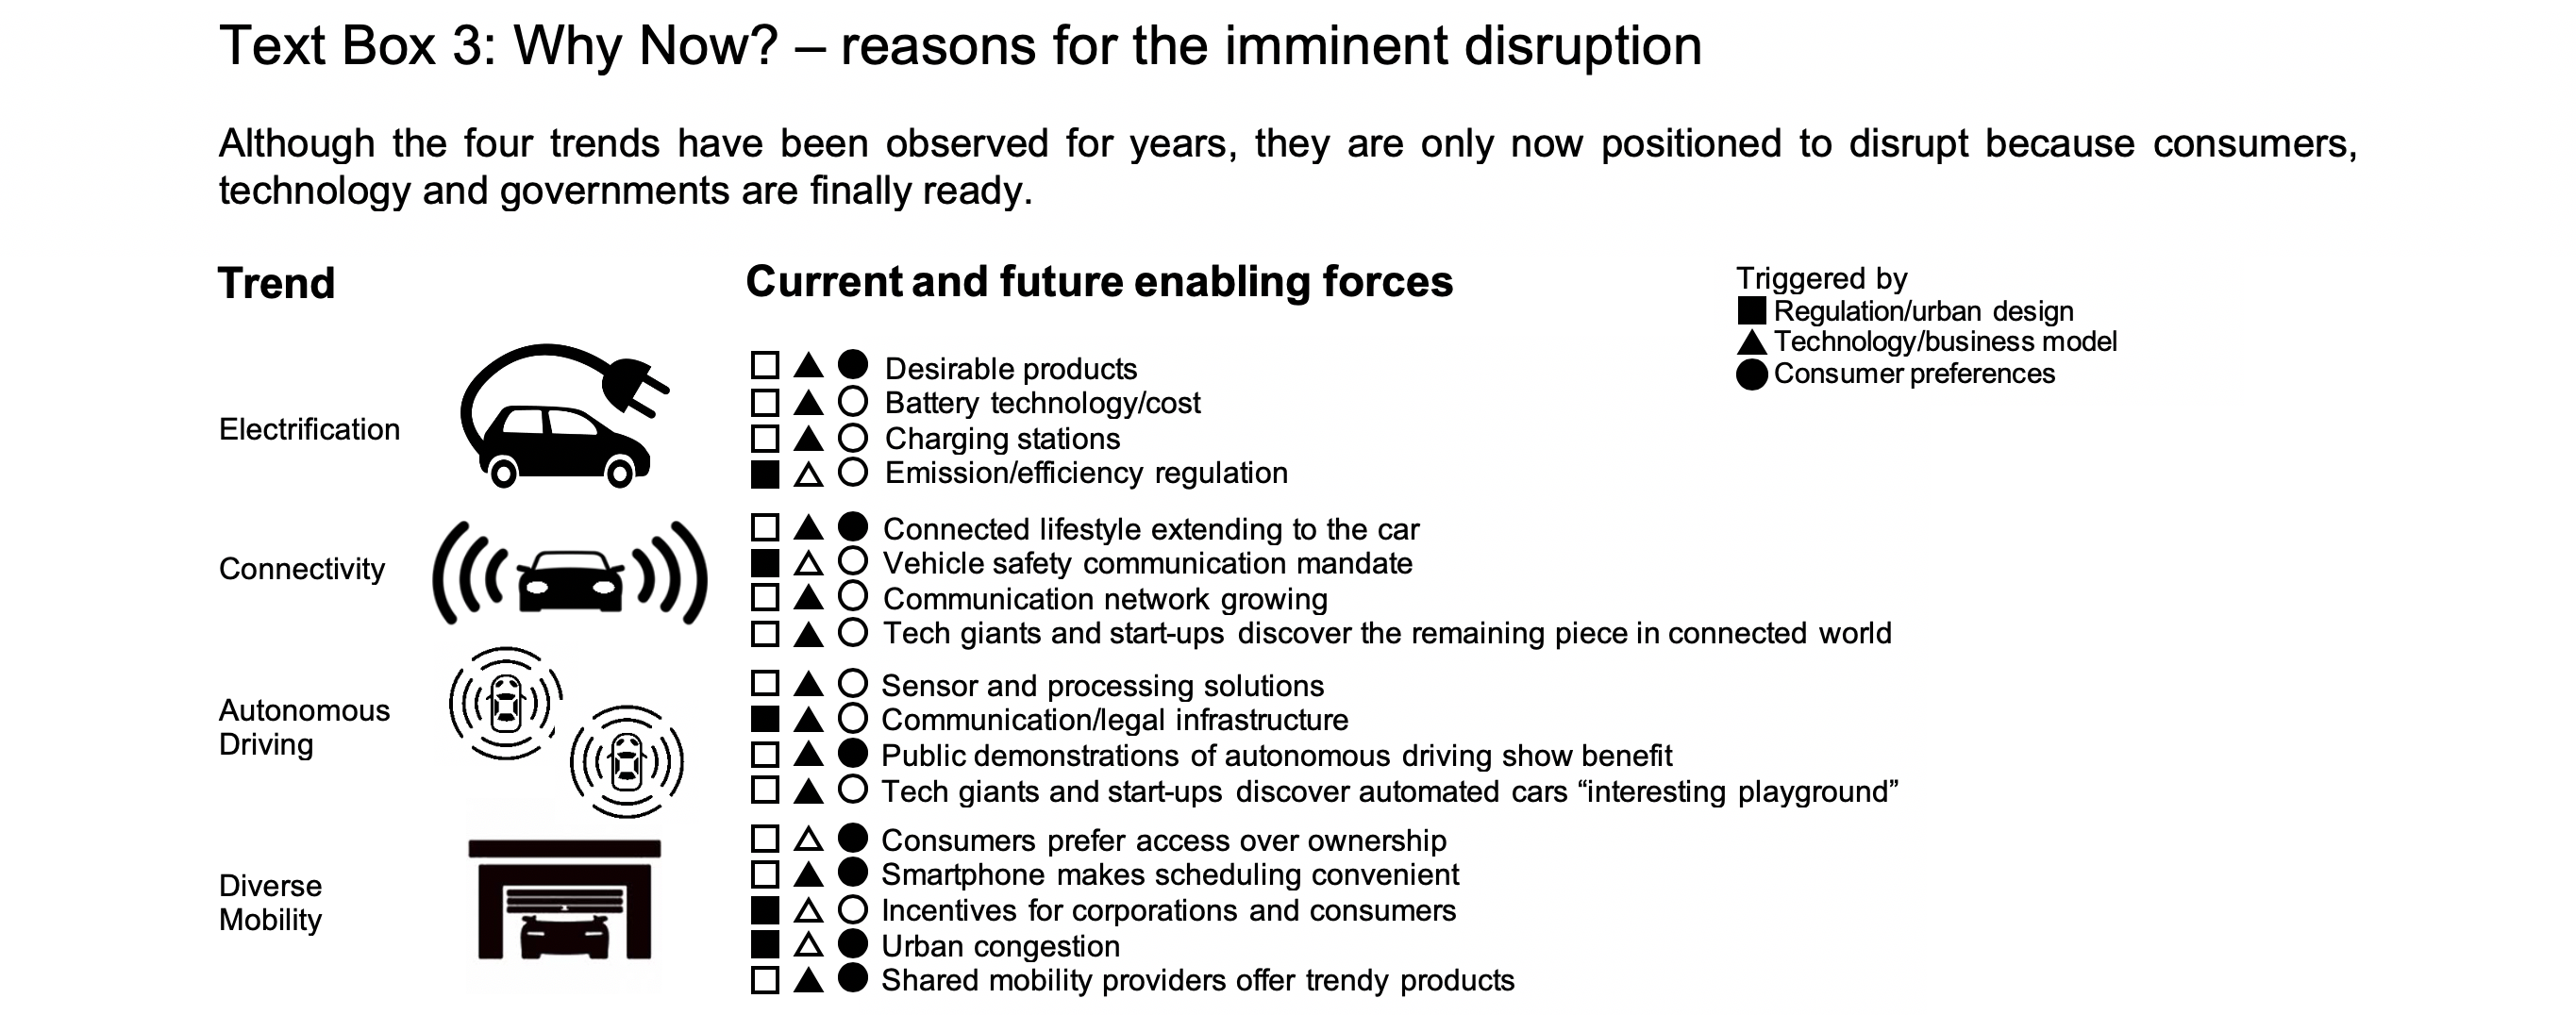 Text Box 3: Why Now? – reasons for the imminent disruption
Although the four trends have been observed for years, they are only now positioned to disrupt because consumers,
technology and governments are finally ready.
Trend
Current and future enabling forces
Triggered by
■ Regulation/urban design
▲ Technology/business model
● Consumer preferences
Electrification
□ ▲ ● Desirable products
□ ▲ ○ Battery technology/cost
□ ▲ ○ Charging stations
■ △ ○ Emission/efficiency regulation
Connectivity
□ ▲ ● Connected lifestyle extending to the car
■ △ ○ Vehicle safety communication mandate
□ ▲ ○ Communication network growing
□ ▲ ○ Tech giants and start-ups discover the remaining piece in connected world
Autonomous
Driving
□ ▲ ○ Sensor and processing solutions
■ ▲ ○ Communication/legal infrastructure
□ ▲ ● Public demonstrations of autonomous driving show benefit
□ ▲ ○ Tech giants and start-ups discover automated cars “interesting playground”
Diverse
Mobility
□ △ ● Consumers prefer access over ownership
□ ▲ ● Smartphone makes scheduling convenient
■ △ ○ Incentives for corporations and consumers
■ △ ● Urban congestion
□ ▲ ● Shared mobility providers offer trendy products